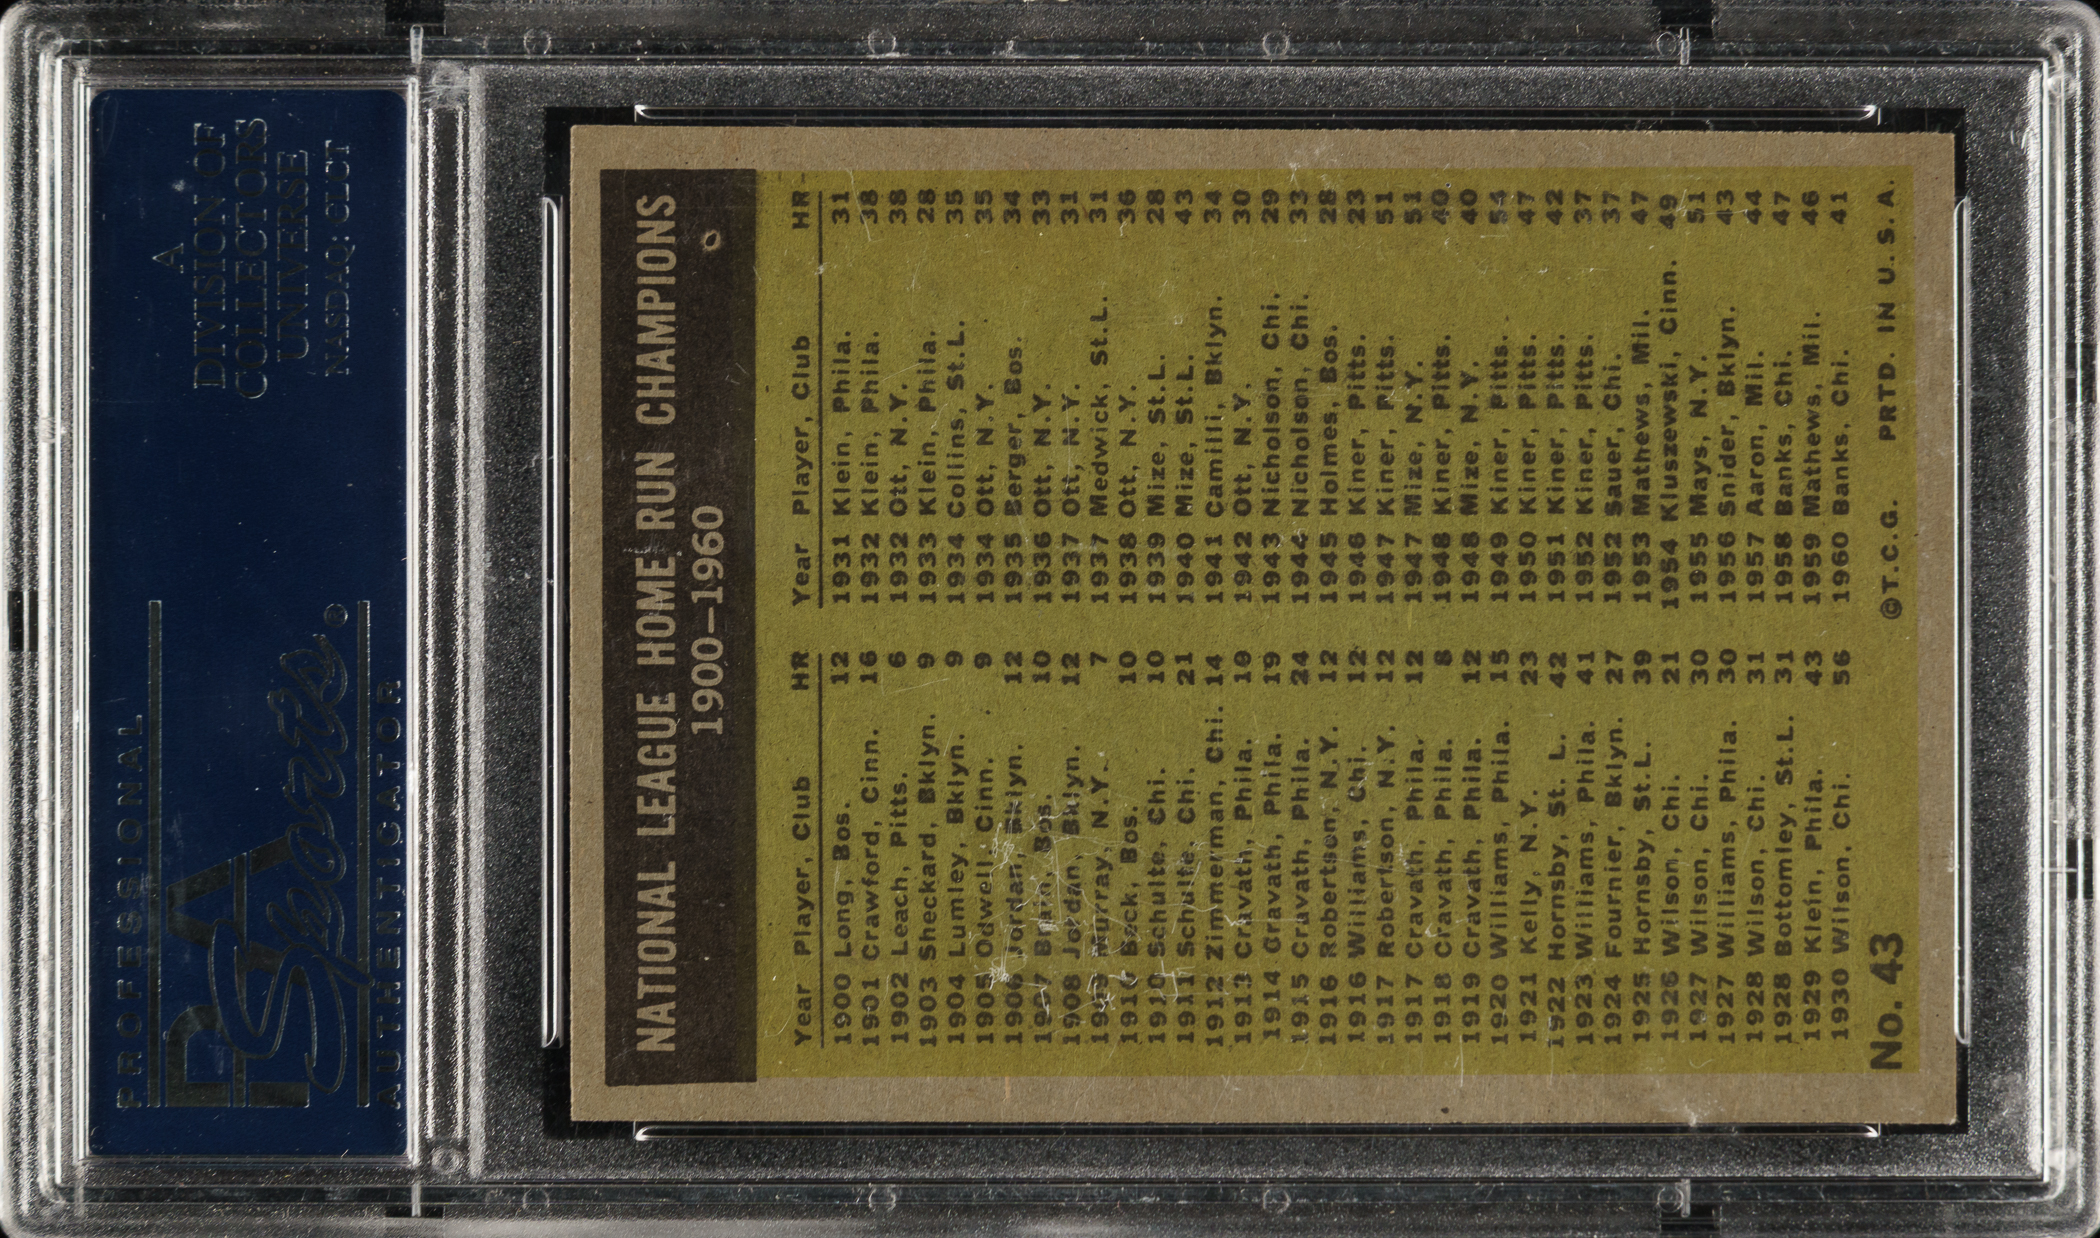 A
DIVISION OF
COLLECTORS
UNIVERSE
NASDAQ: CLCT
PROFESSIONAL
PSA
Sports®
AUTHENTICATOR
NATIONAL LEAGUE HOME RUN CHAMPIONS
1900–1960
Year Player, Club HR
1900 Long, Bos. 12
1901 Crawford, Cinn. 16
1902 Leach, Pitts. 6
1903 Sheckard, Bklyn. 9
1904 Lumley, Bklyn. 9
1905 Odwell, Cinn. 9
1906 Jordan, Bklyn. 12
1907 Brain, Bos. 10
1908 Jordan, Bklyn. 12
1909 Murray, N.Y. 7
1910 Beck, Bos. 10
1910 Schulte, Chi. 10
1911 Schulte, Chi. 21
1912 Zimmerman, Chi. 14
1913 Cravath, Phila. 19
1914 Cravath, Phila. 19
1915 Cravath, Phila. 24
1916 Robertson, N.Y. 12
1916 Williams, Chi. 12
1917 Robertson, N.Y. 12
1917 Cravath, Phila. 12
1918 Cravath, Phila. 8
1919 Cravath, Phila. 12
1920 Williams, Phila. 15
1921 Kelly, N.Y. 23
1922 Hornsby, St. L. 42
1923 Williams, Phila. 41
1924 Fournier, Bklyn. 27
1925 Hornsby, St.L. 39
1926 Wilson, Chi. 21
1927 Wilson, Chi. 30
1927 Williams, Phila. 30
1928 Wilson, Chi. 31
1928 Bottomley, St.L. 31
1929 Klein, Phila. 43
1930 Wilson, Chi. 56
Year Player, Club HR
1931 Klein, Phila. 31
1932 Klein, Phila. 38
1932 Ott, N.Y. 38
1933 Klein, Phila. 28
1934 Collins, St.L. 35
1934 Ott, N.Y. 35
1935 Berger, Bos. 34
1936 Ott, N.Y. 33
1937 Ott, N.Y. 31
1937 Medwick, St.L. 31
1938 Ott, N.Y. 36
1939 Mize, St.L. 28
1940 Mize, St.L. 43
1941 Camilli, Bklyn. 34
1942 Ott, N.Y. 30
1943 Nicholson, Chi. 29
1944 Nicholson, Chi. 33
1945 Holmes, Bos. 28
1946 Kiner, Pitts. 23
1947 Kiner, Pitts. 51
1947 Mize, N.Y. 51
1948 Kiner, Pitts. 40
1948 Mize, N.Y. 40
1949 Kiner, Pitts. 54
1950 Kiner, Pitts. 47
1951 Kiner, Pitts. 42
1952 Kiner, Pitts. 37
1952 Sauer, Chi. 37
1953 Mathews, Mil. 47
1954 Kluszewski, Cinn. 49
1955 Mays, N.Y. 51
1956 Snider, Bklyn. 43
1957 Aaron, Mil. 44
1958 Banks, Chi. 47
1959 Mathews, Mil. 46
1960 Banks, Chi. 41
No. 43
©T.C.G. PRTD. IN U.S.A.